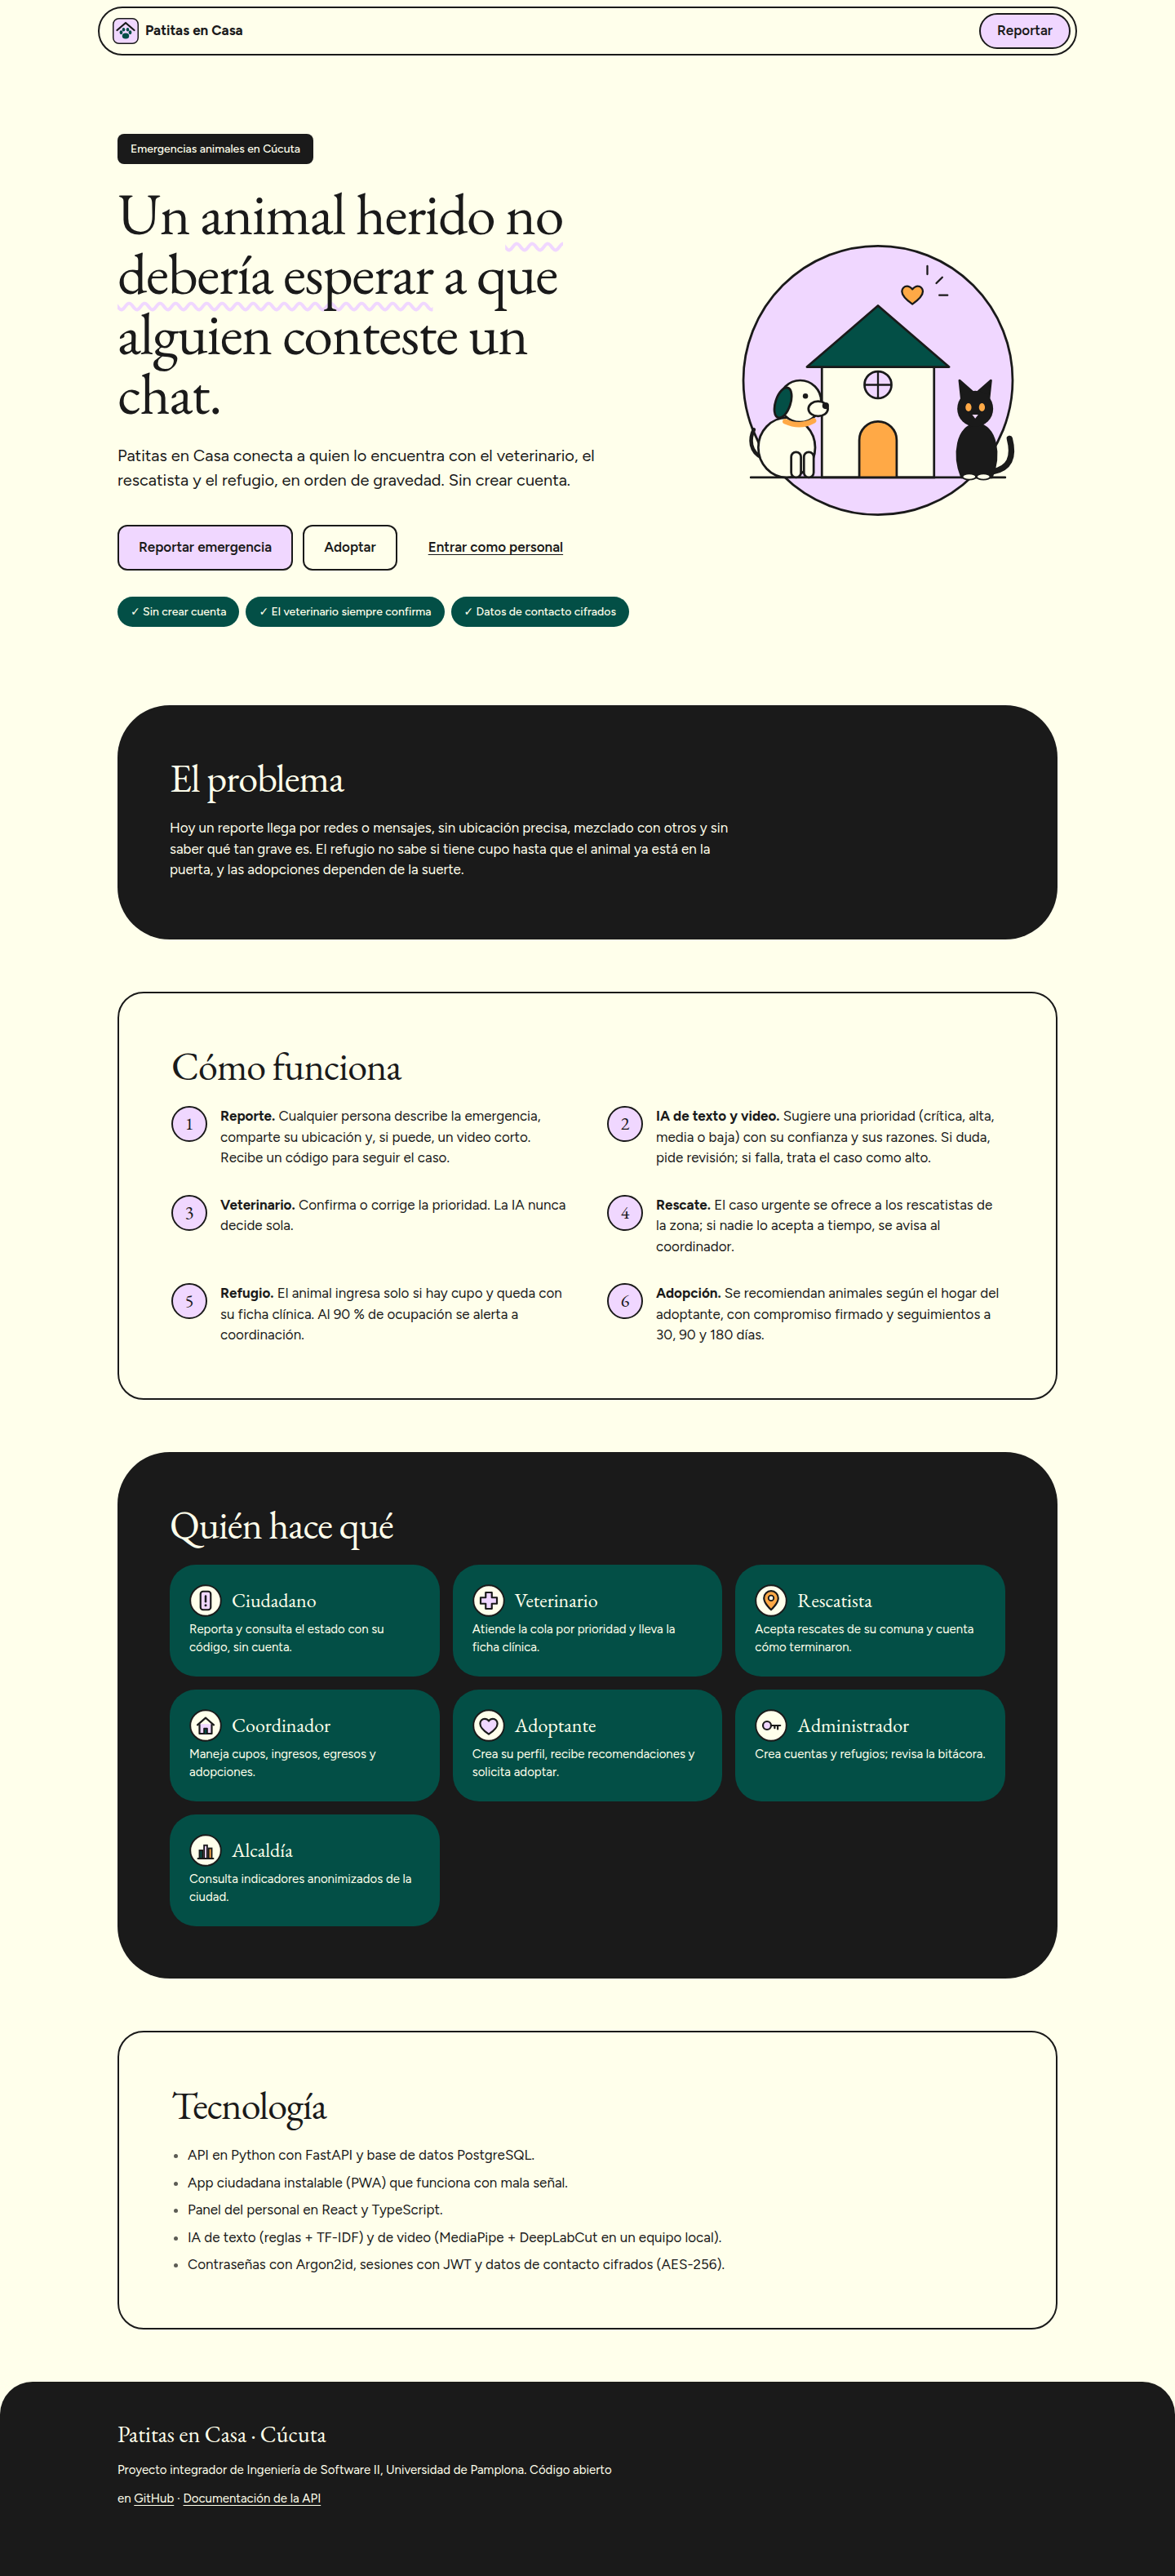 Patitas en Casa
Reportar
Emergencias animales en Cúcuta
Un animal herido no
debería esperar a que
alguien conteste un
chat.
Patitas en Casa conecta a quien lo encuentra con el veterinario, el
rescatista y el refugio, en orden de gravedad. Sin crear cuenta.
Reportar emergencia
Adoptar
Entrar como personal
✓ Sin crear cuenta
✓ El veterinario siempre confirma
✓ Datos de contacto cifrados
El problema
Hoy un reporte llega por redes o mensajes, sin ubicación precisa, mezclado con otros y sin
saber qué tan grave es. El refugio no sabe si tiene cupo hasta que el animal ya está en la
puerta, y las adopciones dependen de la suerte.
Cómo funciona
1
Reporte. Cualquier persona describe la emergencia,
comparte su ubicación y, si puede, un video corto.
Recibe un código para seguir el caso.
2
IA de texto y video. Sugiere una prioridad (crítica, alta,
media o baja) con su confianza y sus razones. Si duda,
pide revisión; si falla, trata el caso como alto.
3
Veterinario. Confirma o corrige la prioridad. La IA nunca
decide sola.
4
Rescate. El caso urgente se ofrece a los rescatistas de
la zona; si nadie lo acepta a tiempo, se avisa al
coordinador.
5
Refugio. El animal ingresa solo si hay cupo y queda con
su ficha clínica. Al 90 % de ocupación se alerta a
coordinación.
6
Adopción. Se recomiendan animales según el hogar del
adoptante, con compromiso firmado y seguimientos a
30, 90 y 180 días.
Quién hace qué
Ciudadano
Reporta y consulta el estado con su
código, sin cuenta.
Veterinario
Atiende la cola por prioridad y lleva la
ficha clínica.
Rescatista
Acepta rescates de su comuna y cuenta
cómo terminaron.
Coordinador
Maneja cupos, ingresos, egresos y
adopciones.
Adoptante
Crea su perfil, recibe recomendaciones y
solicita adoptar.
Administrador
Crea cuentas y refugios; revisa la bitácora.
Alcaldía
Consulta indicadores anonimizados de la
ciudad.
Tecnología
• API en Python con FastAPI y base de datos PostgreSQL.
• App ciudadana instalable (PWA) que funciona con mala señal.
• Panel del personal en React y TypeScript.
• IA de texto (reglas + TF-IDF) y de video (MediaPipe + DeepLabCut en un equipo local).
• Contraseñas con Argon2id, sesiones con JWT y datos de contacto cifrados (AES-256).
Patitas en Casa · Cúcuta
Proyecto integrador de Ingeniería de Software II, Universidad de Pamplona. Código abierto
en GitHub · Documentación de la API